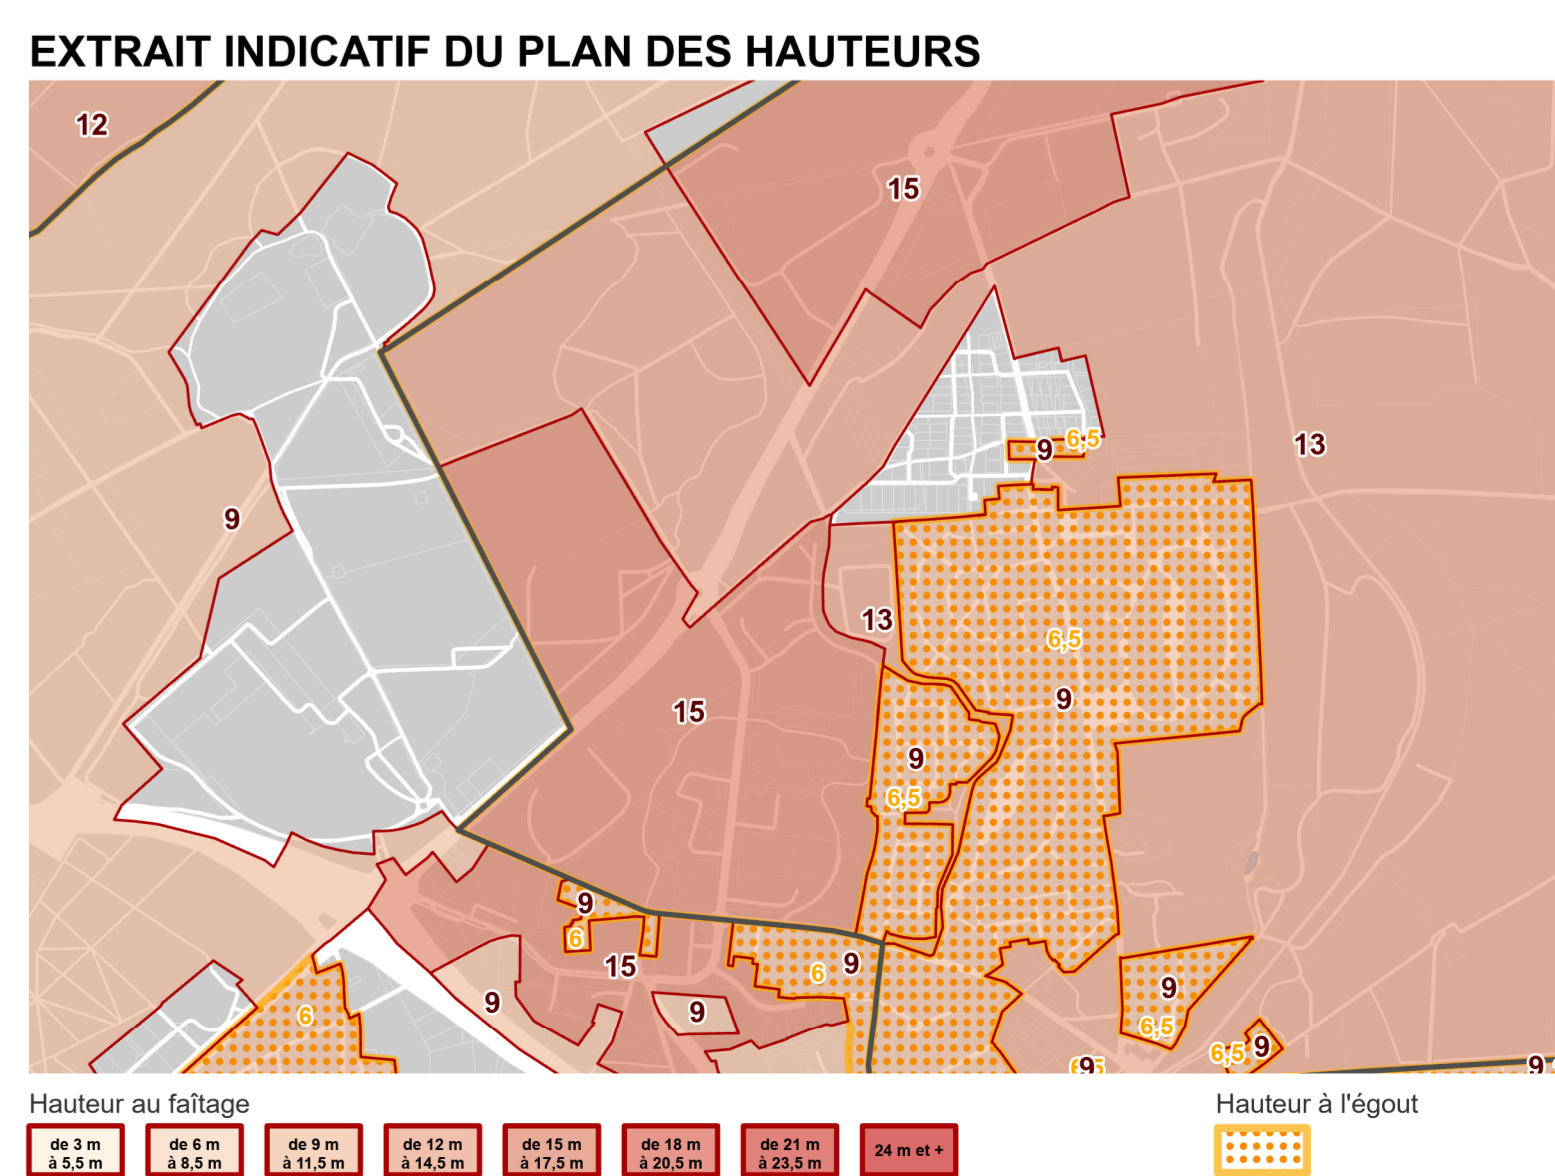 EXTRAIT INDICATIF DU PLAN DES HAUTEURS
12
15
9
6,5
13
9
13
6,5
9
15
9
6,5
9
6
15
9
6
9
9
9
6
6,5
6,5
9
9
9
Hauteur au faîtage
Hauteur à l'égout
de 3 m
à 5,5 m
de 6 m
à 8,5 m
de 9 m
à 11,5 m
de 12 m
à 14,5 m
de 15 m
à 17,5 m
de 18 m
à 20,5 m
de 21 m
à 23,5 m
24 m et +